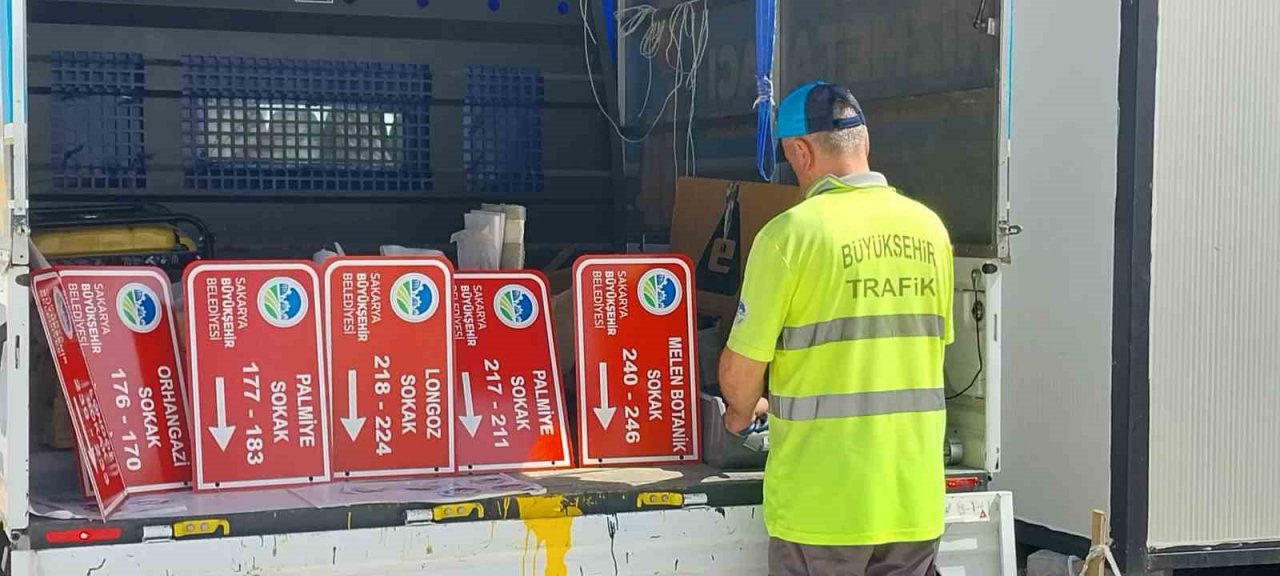 SAKARYA
BÜYÜKŞEHİR
BELEDİYESİ
ORHANGAZİ
SOKAK
176 - 170
SAKARYA
BÜYÜKŞEHİR
BELEDİYESİ
PALMİYE
SOKAK
177 - 183
SAKARYA
BÜYÜKŞEHİR
BELEDİYESİ
LONGOZ
SOKAK
218 - 224
SAKARYA
BÜYÜKŞEHİR
BELEDİYESİ
PALMİYE
SOKAK
217 - 211
SAKARYA
BÜYÜKŞEHİR
BELEDİYESİ
MELEN BOTANİK
SOKAK
240 - 246
BÜYÜKŞEHİR
TRAFİK